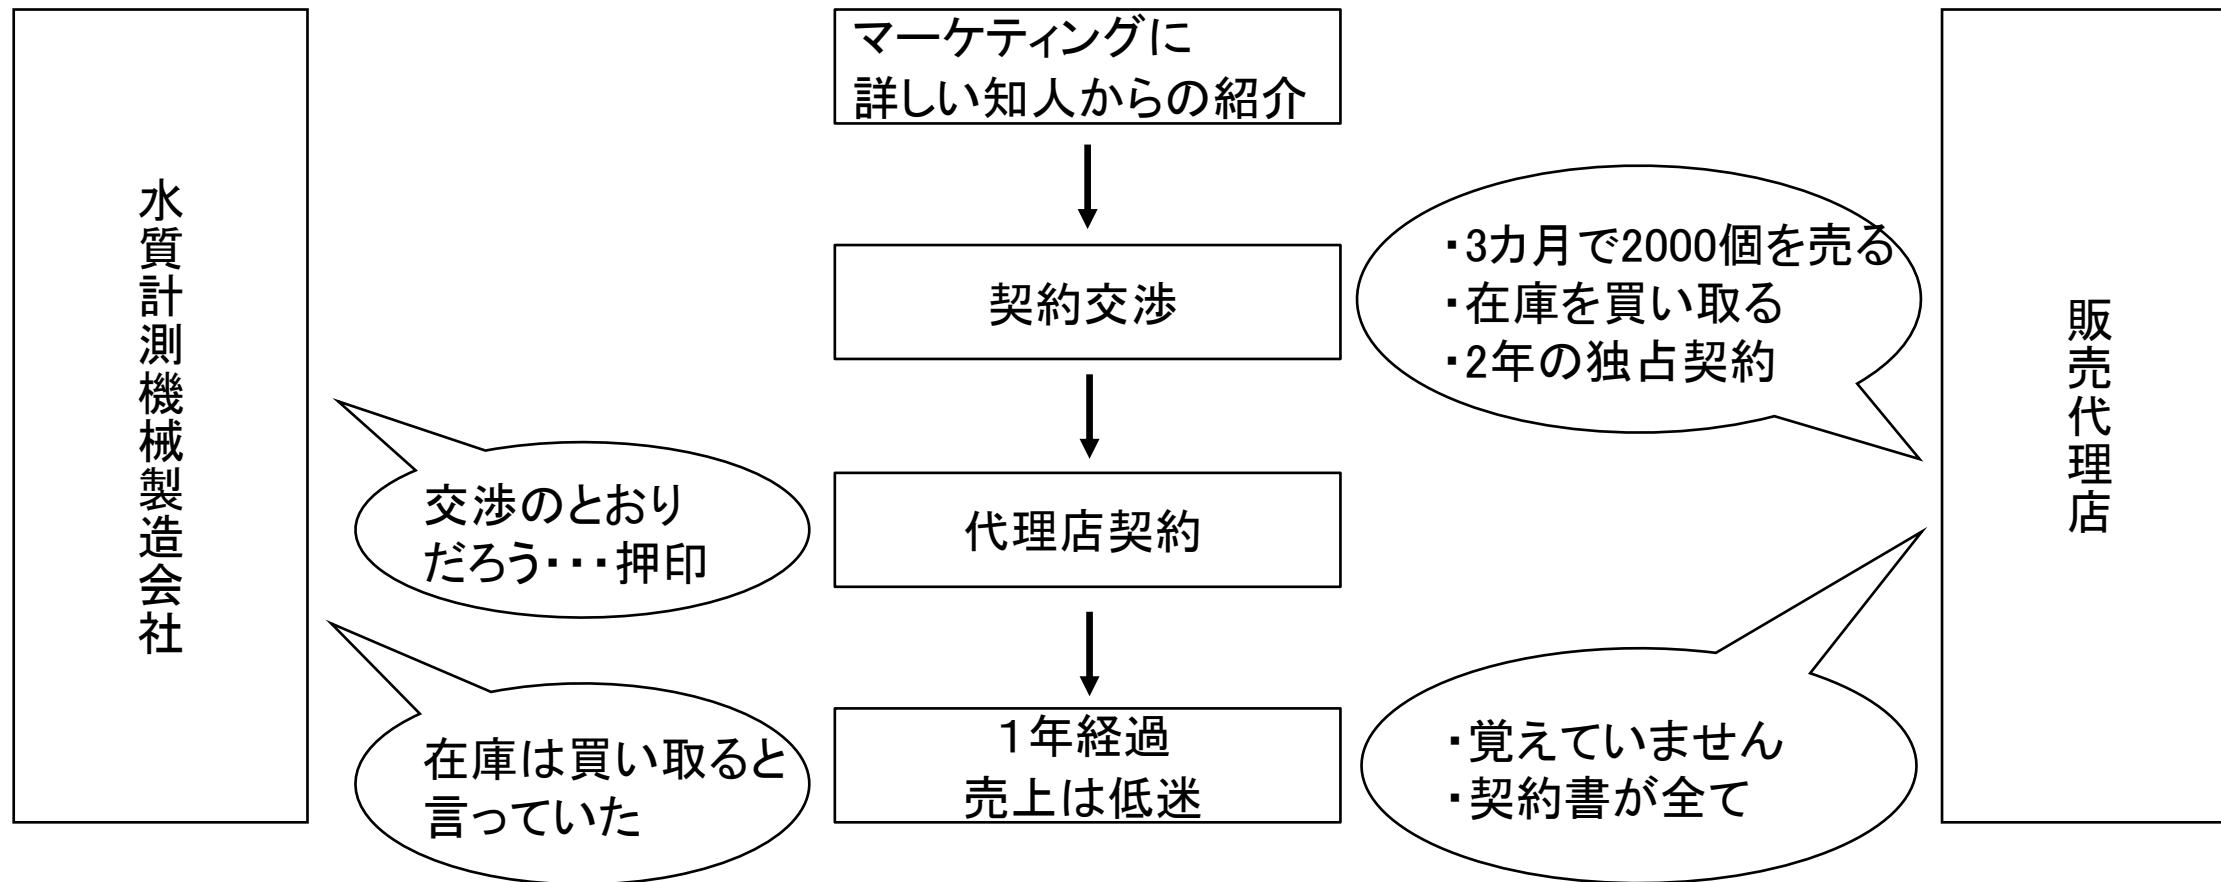 水質計測機械製造会社
マーケティングに
詳しい知人からの紹介
契約交渉
・3カ月で2000個を売る
・在庫を買い取る
・2年の独占契約
交渉のとおり
だろう・・・押印
代理店契約
在庫は買い取ると
言っていた
１年経過
売上は低迷
・覚えていません
・契約書が全て
販売代理店